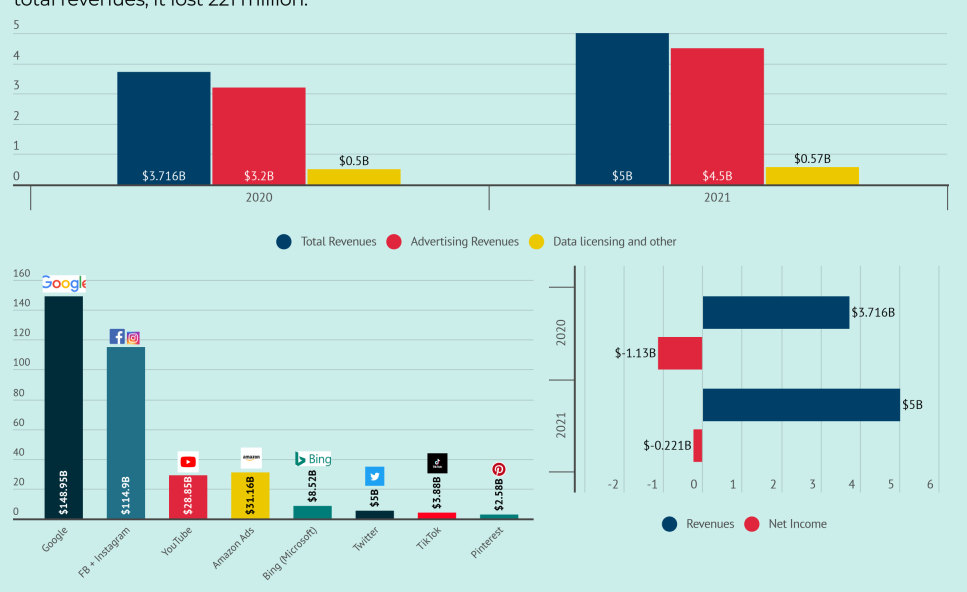 total revenues, it lost 221 million.
5
4
3
2
1
0
$3.716B
$3.2B
$0.5B
$5B
$4.5B
$0.57B
2020
2021
Total Revenues
Advertising Revenues
Data licensing and other
160
140
120
100
80
60
40
20
0
Google
$148.95B
$114.9B
$28.85B
amazon
$31.16B
Bing
$8.52B
$5B
TikTok
$3.88B
$2.58B
Google
FB + Instagram
YouTube
Amazon Ads
Bing (Microsoft)
Twitter
TikTok
Pinterest
2020
2021
$3.716B
$-1.13B
$5B
$-0.221B
-2
-1
0
1
2
3
4
5
6
Revenues
Net Income